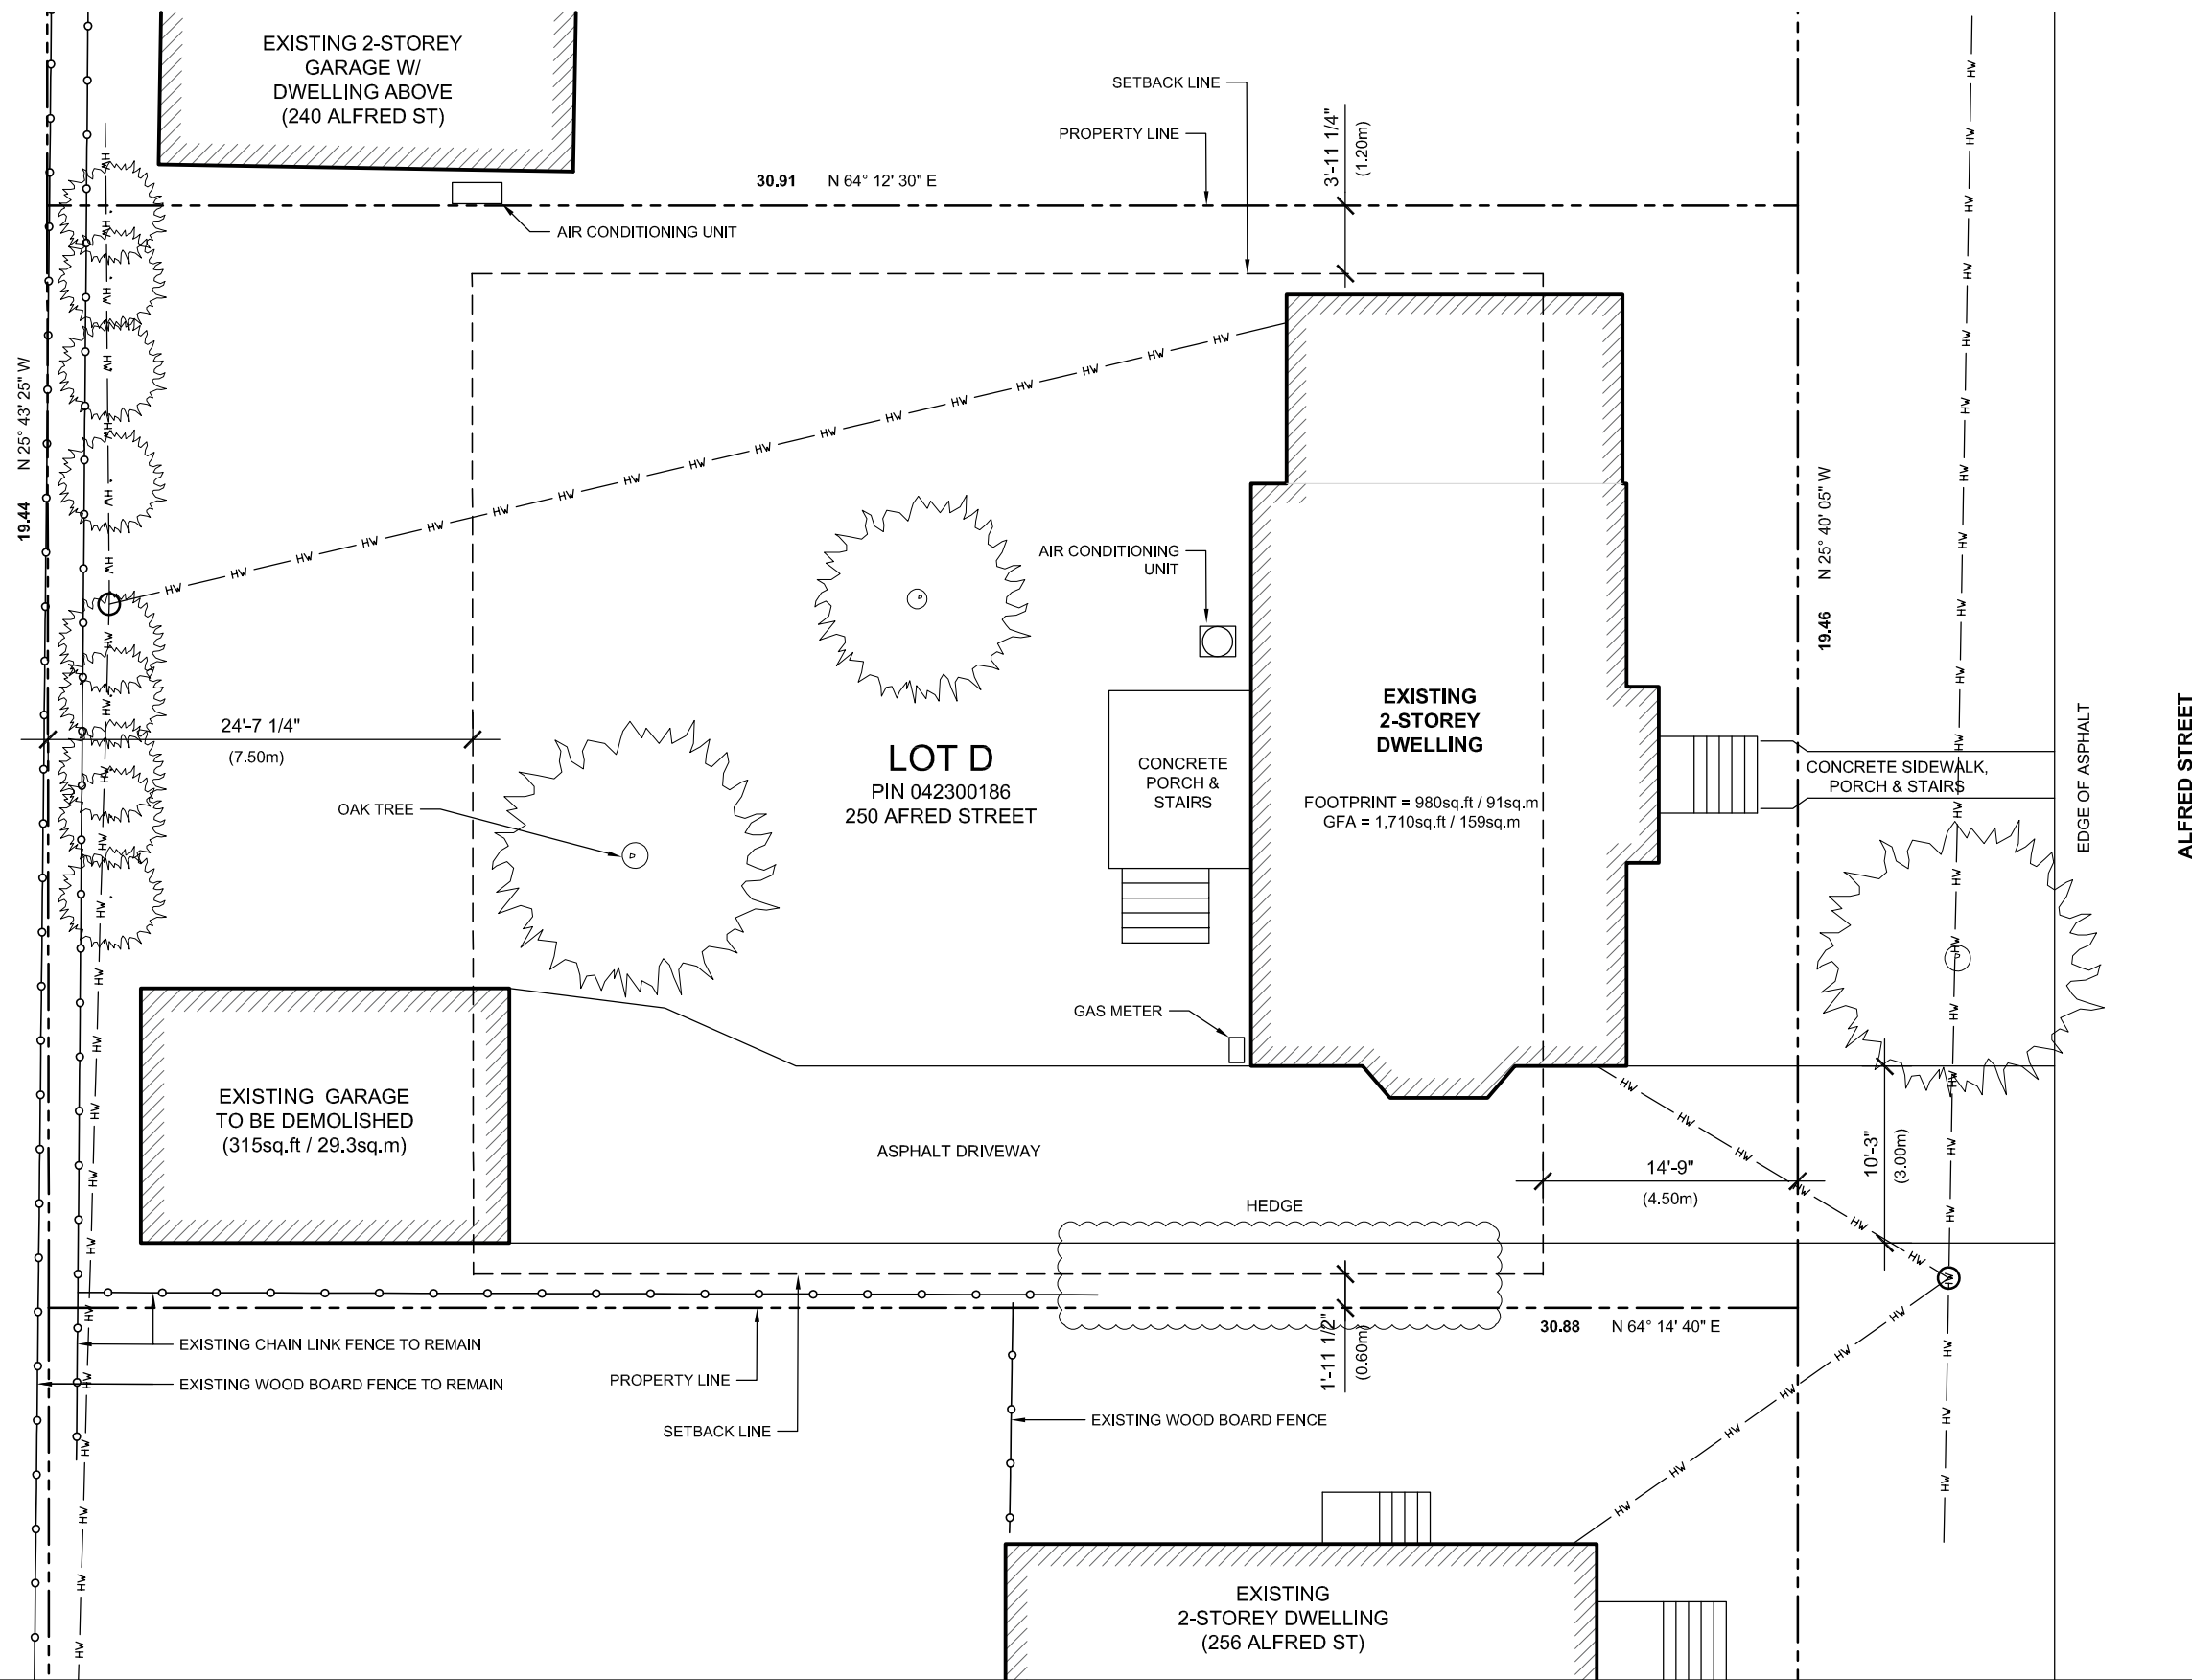 EXISTING 2-STOREY
GARAGE W/
DWELLING ABOVE
(240 ALFRED ST)
SETBACK LINE
PROPERTY LINE
3'-11 1/4"
(1.20m)
30.91 N 64° 12' 30" E
AIR CONDITIONING UNIT
19.44 N 25° 43' 25" W
HW
AIR CONDITIONING
UNIT
19.46 N 25° 40' 05" W
24'-7 1/4"
(7.50m)
OAK TREE
LOT D
PIN 042300186
250 AFRED STREET
CONCRETE
PORCH &
STAIRS
EXISTING
2-STOREY
DWELLING
FOOTPRINT = 980sq.ft / 91sq.m
GFA = 1,710sq.ft / 159sq.m
CONCRETE SIDEWALK,
PORCH & STAIRS
EDGE OF ASPHALT
ALFRED STREET
GAS METER
EXISTING GARAGE
TO BE DEMOLISHED
(315sq.ft / 29.3sq.m)
ASPHALT DRIVEWAY
HEDGE
14'-9"
(4.50m)
10'-3"
(3.00m)
1'-11 1/2"
(0.60m)
30.88 N 64° 14' 40" E
EXISTING CHAIN LINK FENCE TO REMAIN
EXISTING WOOD BOARD FENCE TO REMAIN
PROPERTY LINE
SETBACK LINE
EXISTING WOOD BOARD FENCE
EXISTING
2-STOREY DWELLING
(256 ALFRED ST)